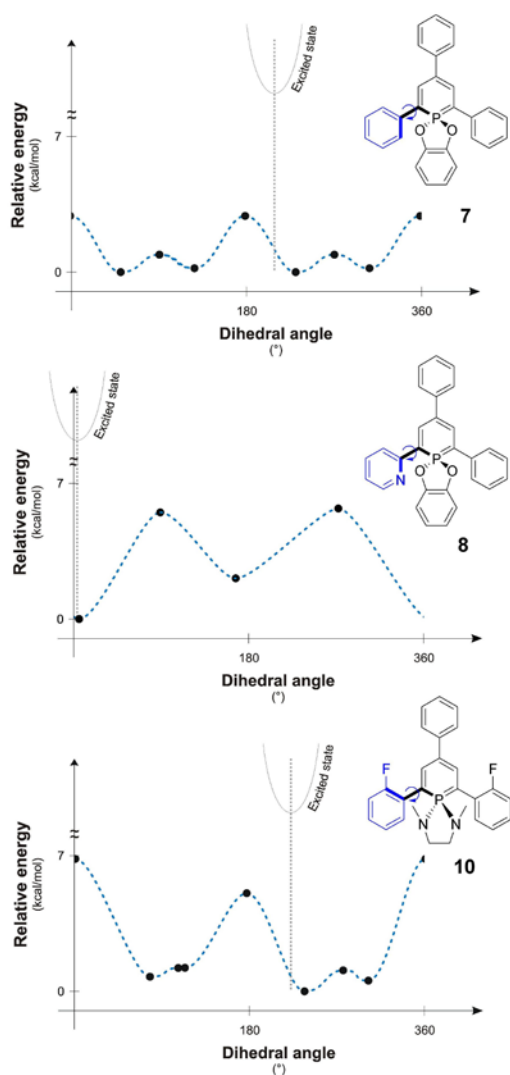 Relative energy
(kcal/mol)
≈
7
0
Excited state
180
360
Dihedral angle
(°)
P
O
O
7
Relative energy
(kcal/mol)
≈
7
0
Excited state
180
360
Dihedral angle
(°)
N
P
O
O
8
Relative energy
(kcal/mol)
≈
7
0
Excited state
180
360
Dihedral angle
(°)
F
F
P
N
N
10